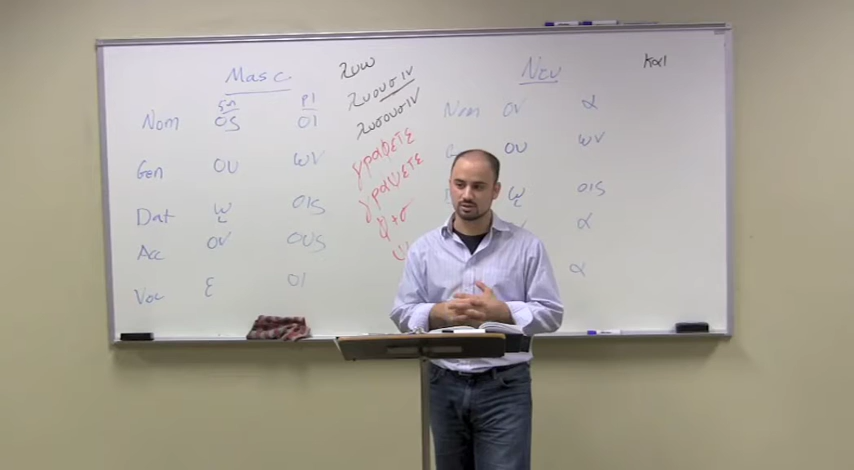 Masc.
Sg Pl
Nom ος οι
Gen ου ων
Dat ῳ οις
Acc ον ους
Voc ε οι
λυω
λυουσιν
λυσουσιν
γραφετε
γραψετε
φ+σ
ψ
Neu
Nom ον α
ου ων
ῳ οις
α
α
και